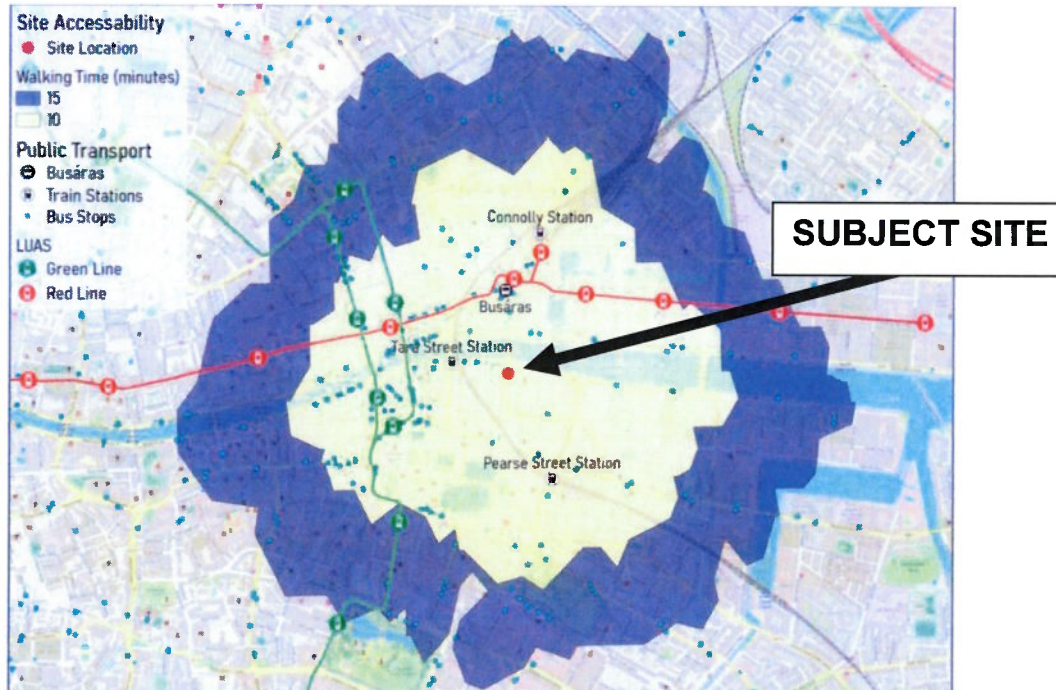 Site Accessability
Site Location
Walking Time (minutes)
15
10
Public Transport
Busáras
Train Stations
Bus Stops
LUAS
Green Line
Red Line
Connolly Station
SUBJECT SITE
Busáras
Tara Street Station
Pearse Street Station